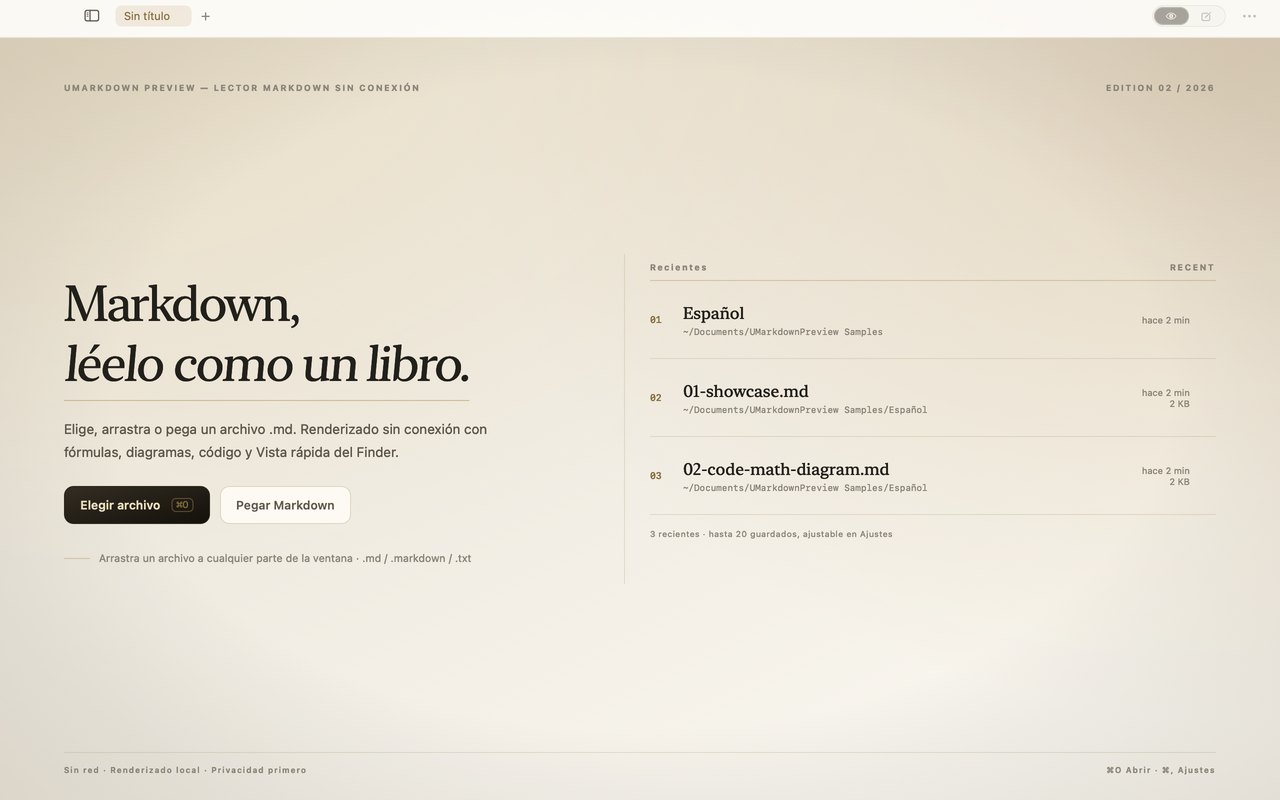 Sin título
UMARKDOWN PREVIEW — LECTOR MARKDOWN SIN CONEXIÓN
EDITION 02 / 2026
Markdown,
léelo como un libro.
Elige, arrastra o pega un archivo .md. Renderizado sin conexión con
fórmulas, diagramas, código y Vista rápida del Finder.
Elegir archivo ⌘O
Pegar Markdown
Arrastra un archivo a cualquier parte de la ventana · .md / .markdown / .txt
Recientes
RECENT
01
Español
~/Documents/UMarkdownPreview Samples
hace 2 min
02
01-showcase.md
~/Documents/UMarkdownPreview Samples/Español
hace 2 min
2 KB
03
02-code-math-diagram.md
~/Documents/UMarkdownPreview Samples/Español
hace 2 min
2 KB
3 recientes · hasta 20 guardados, ajustable en Ajustes
Sin red · Renderizado local · Privacidad primero
⌘O Abrir · ⌘, Ajustes